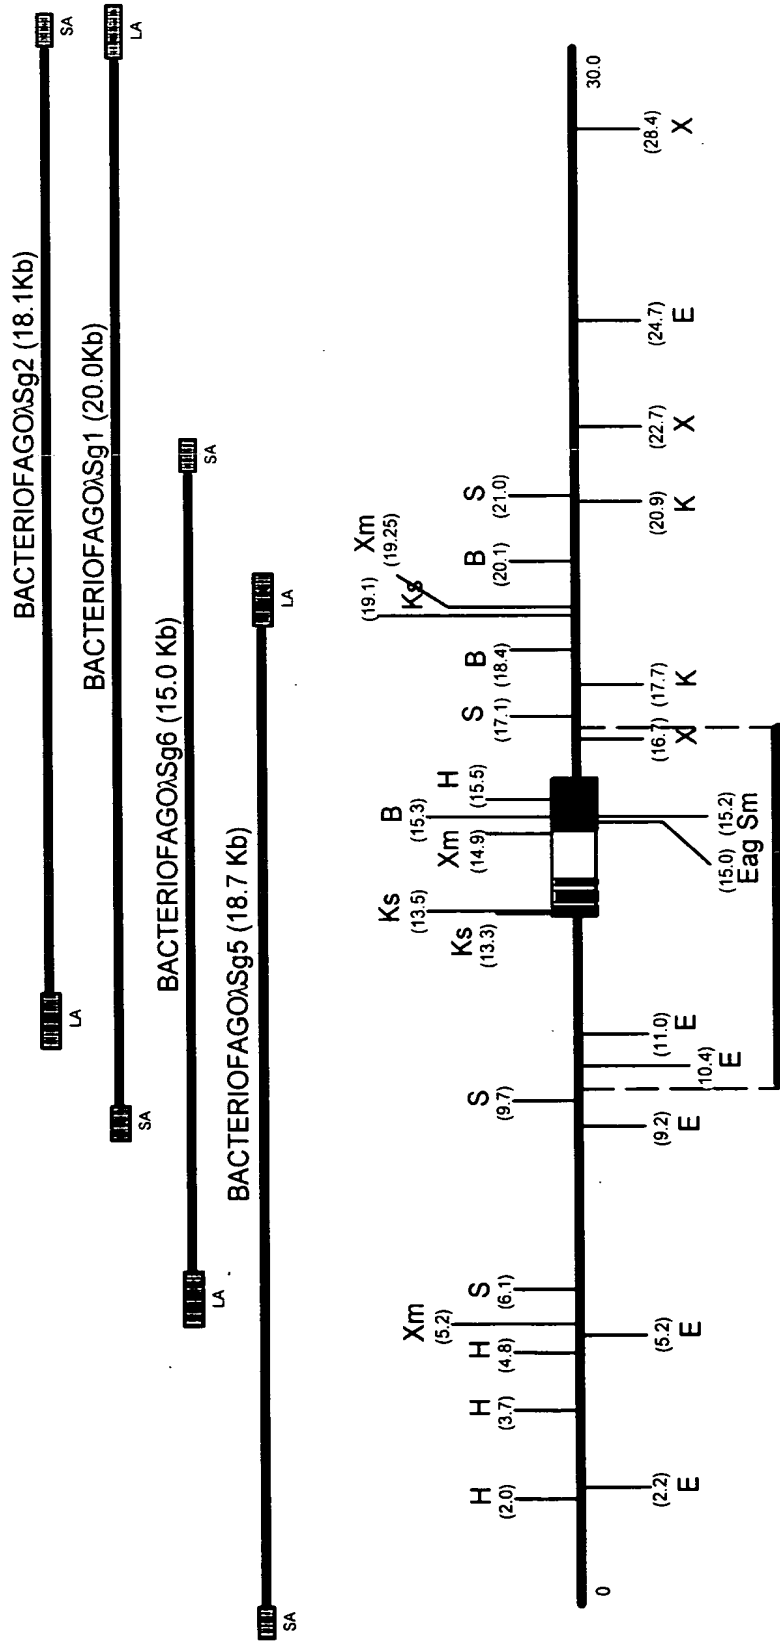 SA
BACTERIOFAGOλSg2 (18.1Kb)
LA
LA
BACTERIOFAGOλSg1 (20.0Kb)
SA
SA
BACTERIOFAGOλSg6 (15.0 Kb)
LA
LA
BACTERIOFAGOλSg5 (18.7 Kb)
SA
H
(2.0)
H
(3.7)
H
(4.8)
Xm
(5.2)
S
(6.1)
S
(9.7)
Ks
(13.3)
Ks
(13.5)
Xm
(14.9)
B
(15.3)
H
(15.5)
S
(17.1)
B
(18.4)
(19.1)
Ks
Xm
(19.25)
B
(20.1)
S
(21.0)
0
30.0
(2.2)
E
(5.2)
E
(9.2)
E
(10.4)
E
(11.0)
E
(15.0)
Eag
(15.2)
Sm
(16.7)
X
(17.7)
K
(20.9)
K
(22.7)
X
(24.7)
E
(28.4)
X